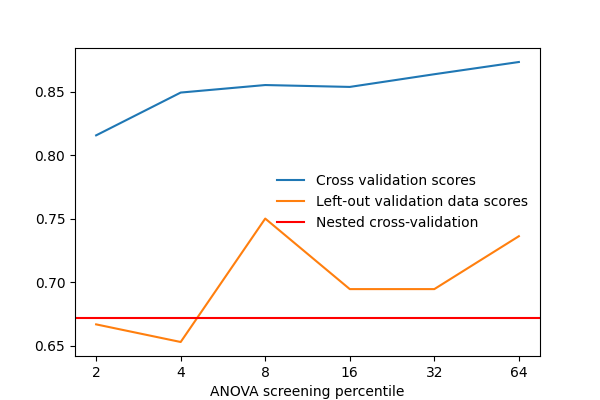 0.85
0.80
0.75
0.70
0.65
Cross validation scores
Left-out validation data scores
Nested cross-validation
2 4 8 16 32 64
ANOVA screening percentile